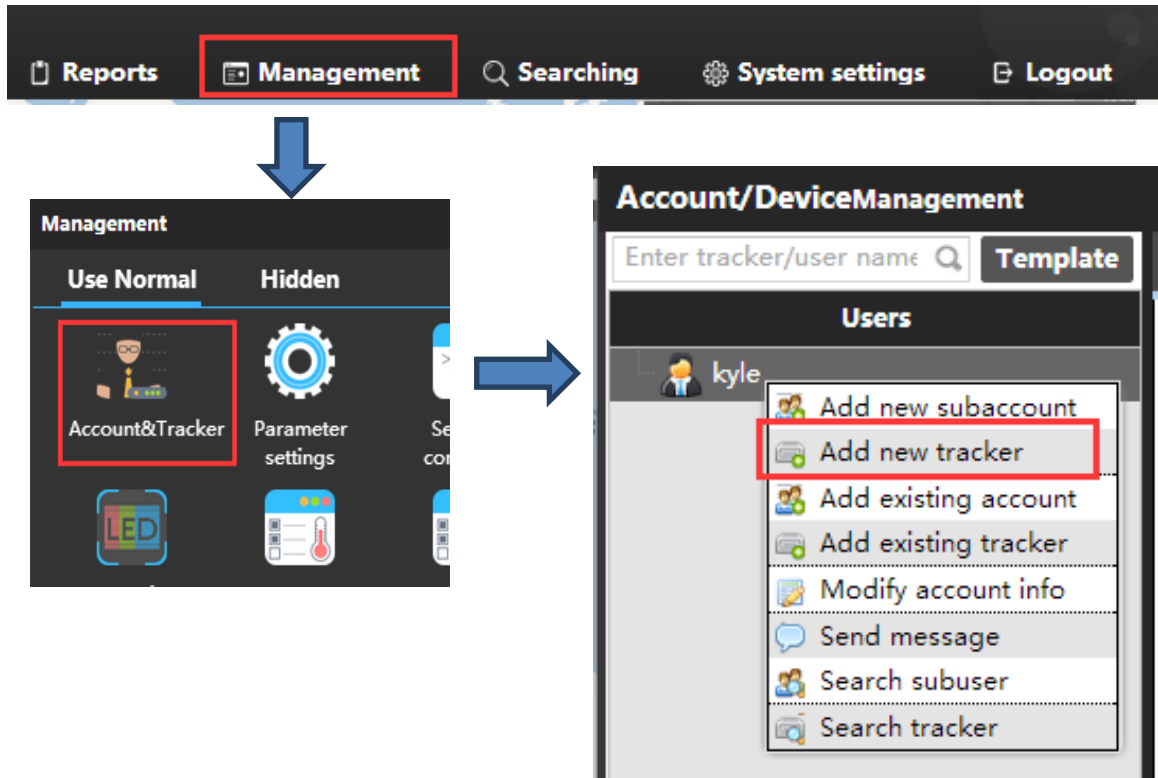 Reports Management Searching System settings Logout
Management
Use Normal Hidden
Account&Tracker Parameter
settings
LED
Account/DeviceManagement
Enter tracker/user name Template
Users
kyle
Add new subaccount
Add new tracker
Add existing account
Add existing tracker
Modify account info
Send message
Search subuser
Search tracker